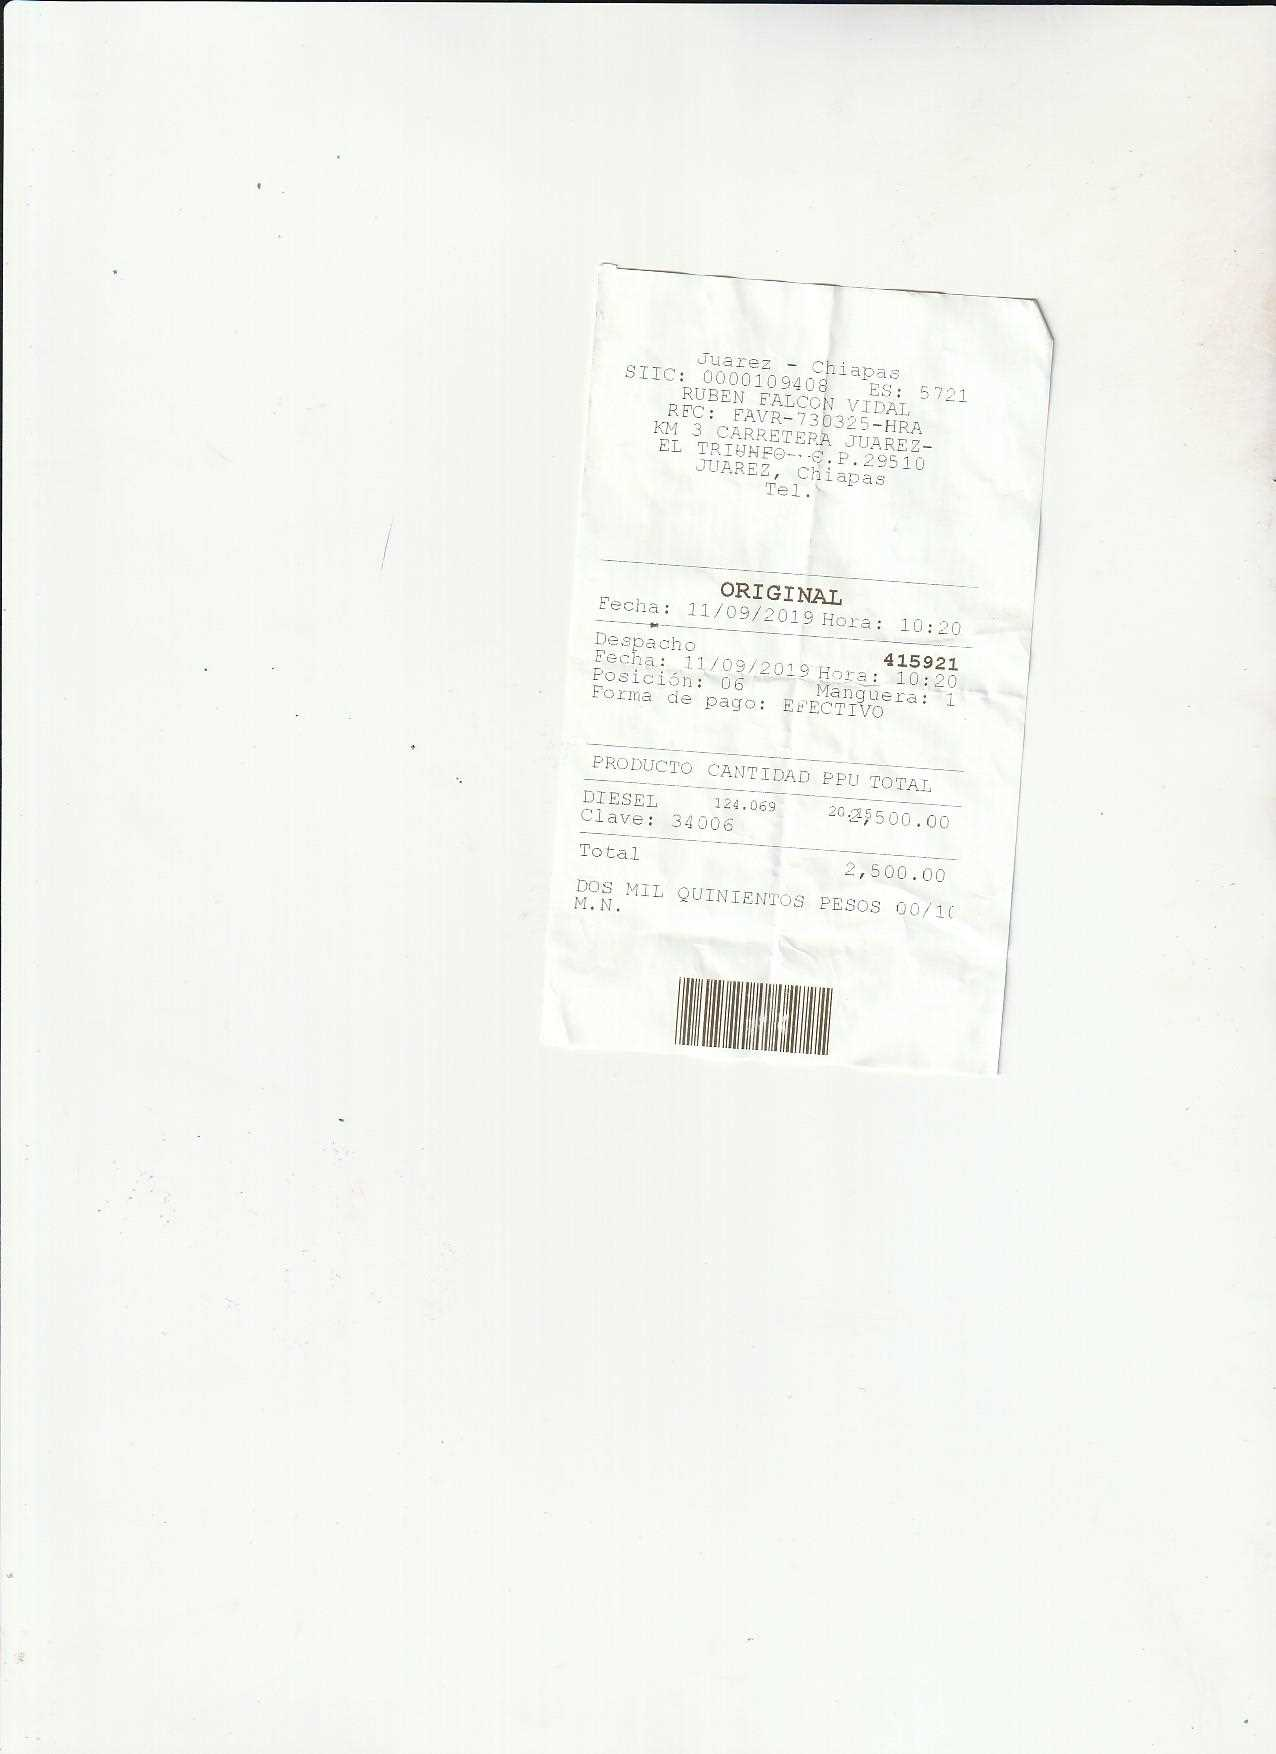 Juarez - Chiapas
SIIC: 0000109408 ES: 5721
RUBEN FALCON VIDAL
RFC: FAVR-730325-HRA
KM 3 CARRETERA JUAREZ-
EL TRIUNFO C.P.29510
JUAREZ, Chiapas
Tel.
ORIGINAL
Fecha: 11/09/2019 Hora: 10:20
Despacho 415921
Fecha: 11/09/2019 Hora: 10:20
Posición: 06 Manguera: 1
Forma de pago: EFECTIVO
PRODUCTO CANTIDAD PPU TOTAL
DIESEL 124.069 2,500.00
Clave: 34006
Total 2,500.00
DOS MIL QUINIENTOS PESOS 00/10
M.N.